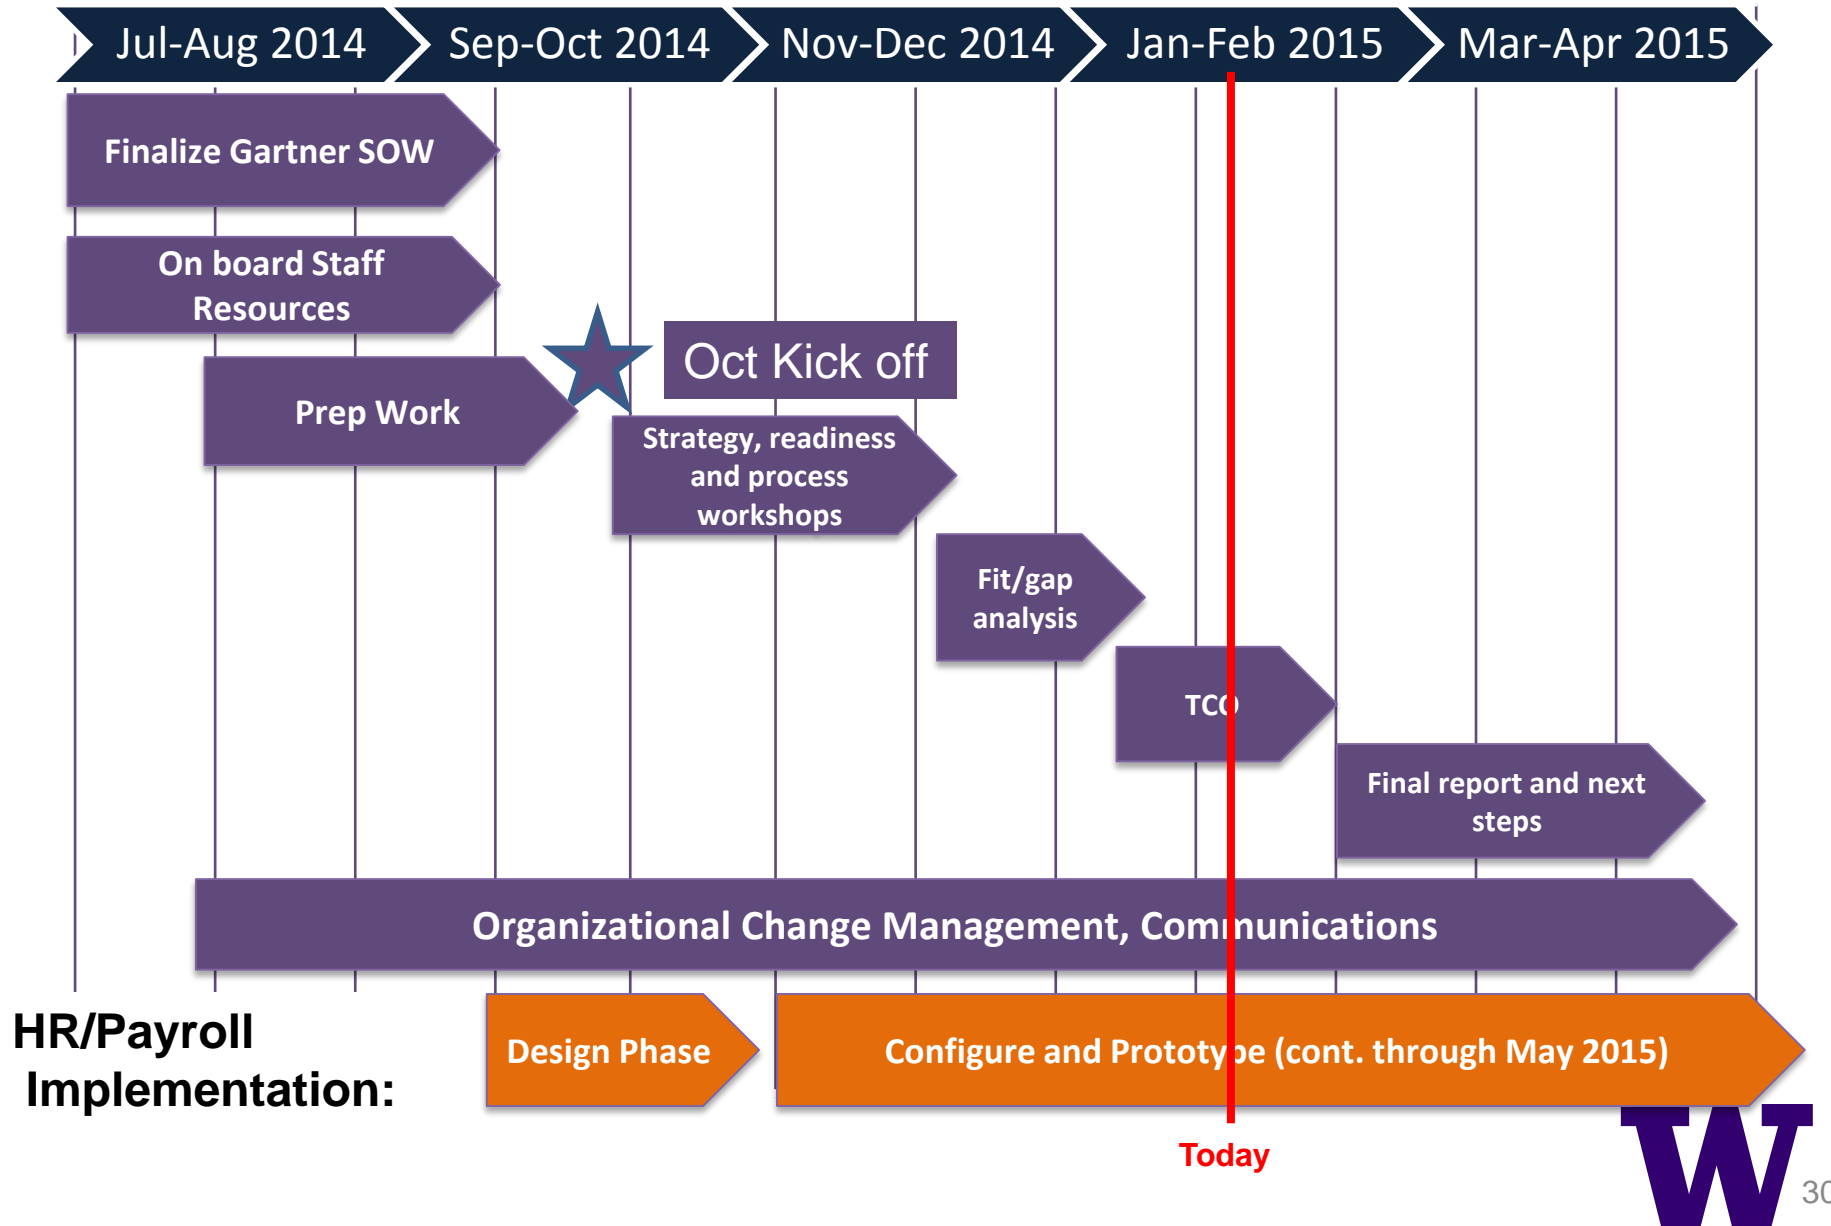 Jul-Aug 2014
Sep-Oct 2014
Nov-Dec 2014
Jan-Feb 2015
Mar-Apr 2015
Finalize Gartner SOW
On board Staff
Resources
Oct Kick off
Prep Work
Strategy, readiness
and process
workshops
Fit/gap
analysis
TCO
Final report and next
steps
Organizational Change Management, Communications
HR/Payroll
Implementation:
Design Phase
Configure and Prototype (cont. through May 2015)
Today
W
30